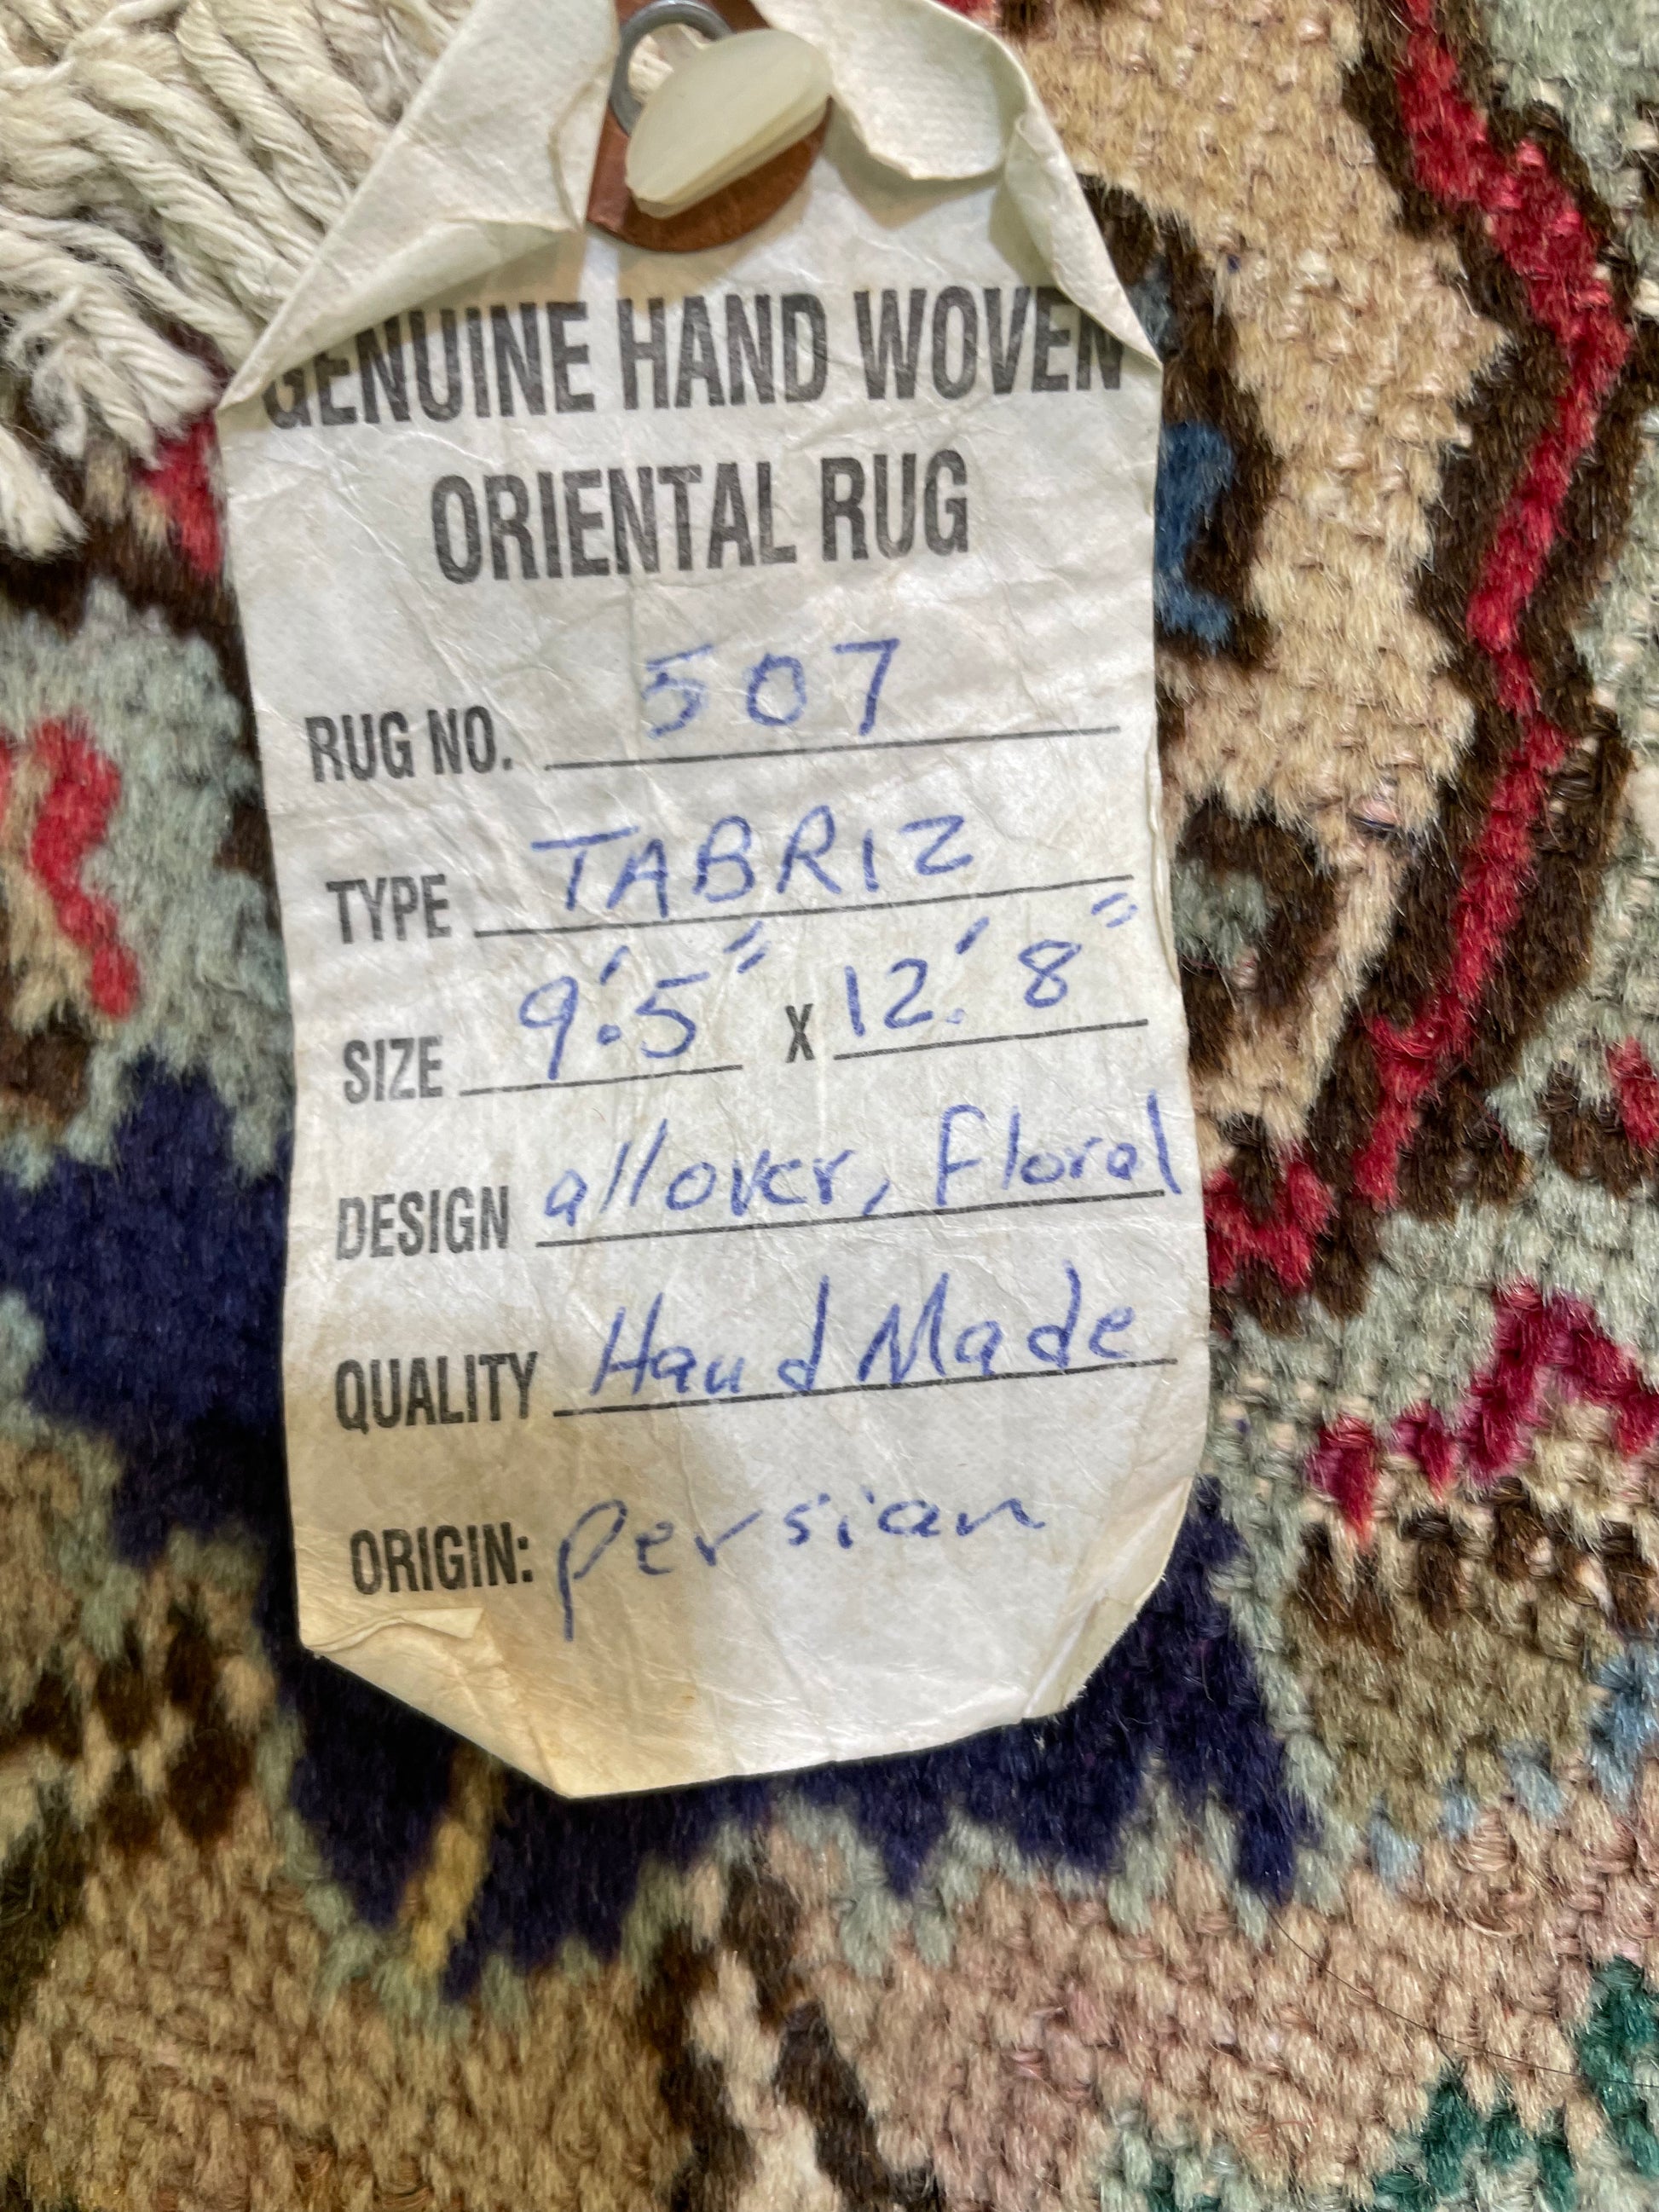 GENUINE HAND WOVEN
ORIENTAL RUG
RUG NO. 507
TYPE TABRIZ
SIZE 9'.5" X 12.' 8"
DESIGN allover, Floral
QUALITY Hand Made
ORIGIN: persian